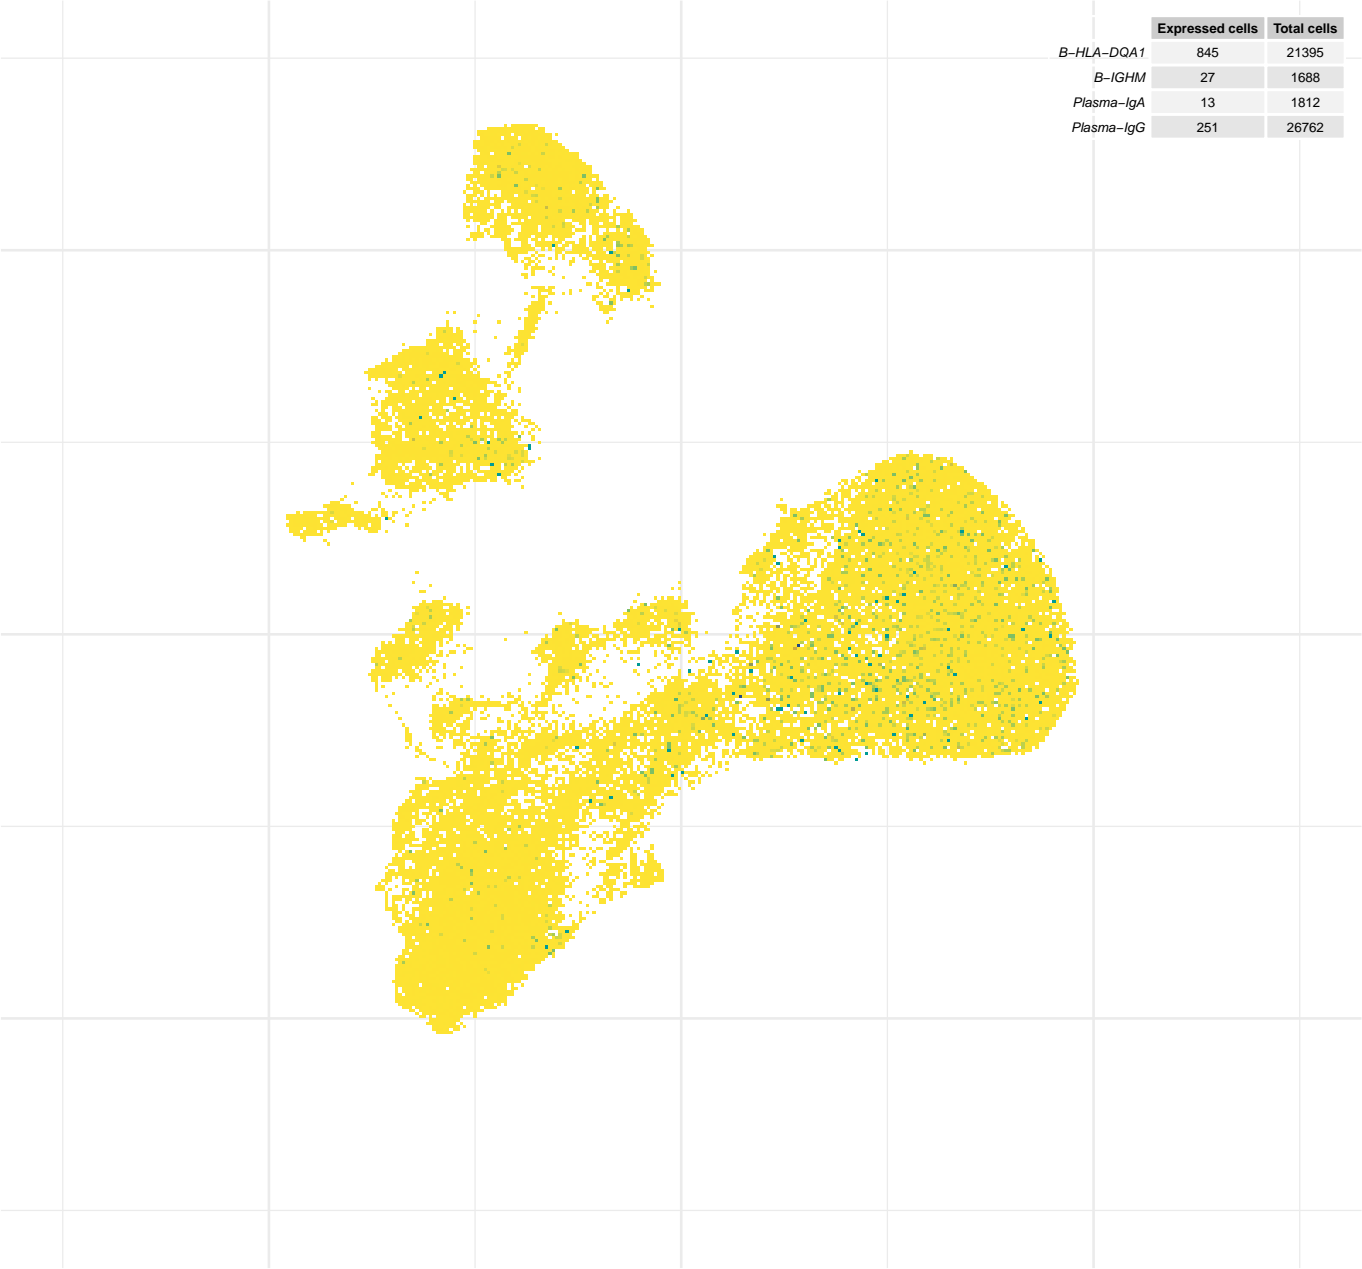 Expressed cells Total cells
B−HLA−DQA1 845 21395
B−IGHM 27 1688
Plasma−IgA 13 1812
Plasma−IgG 251 26762